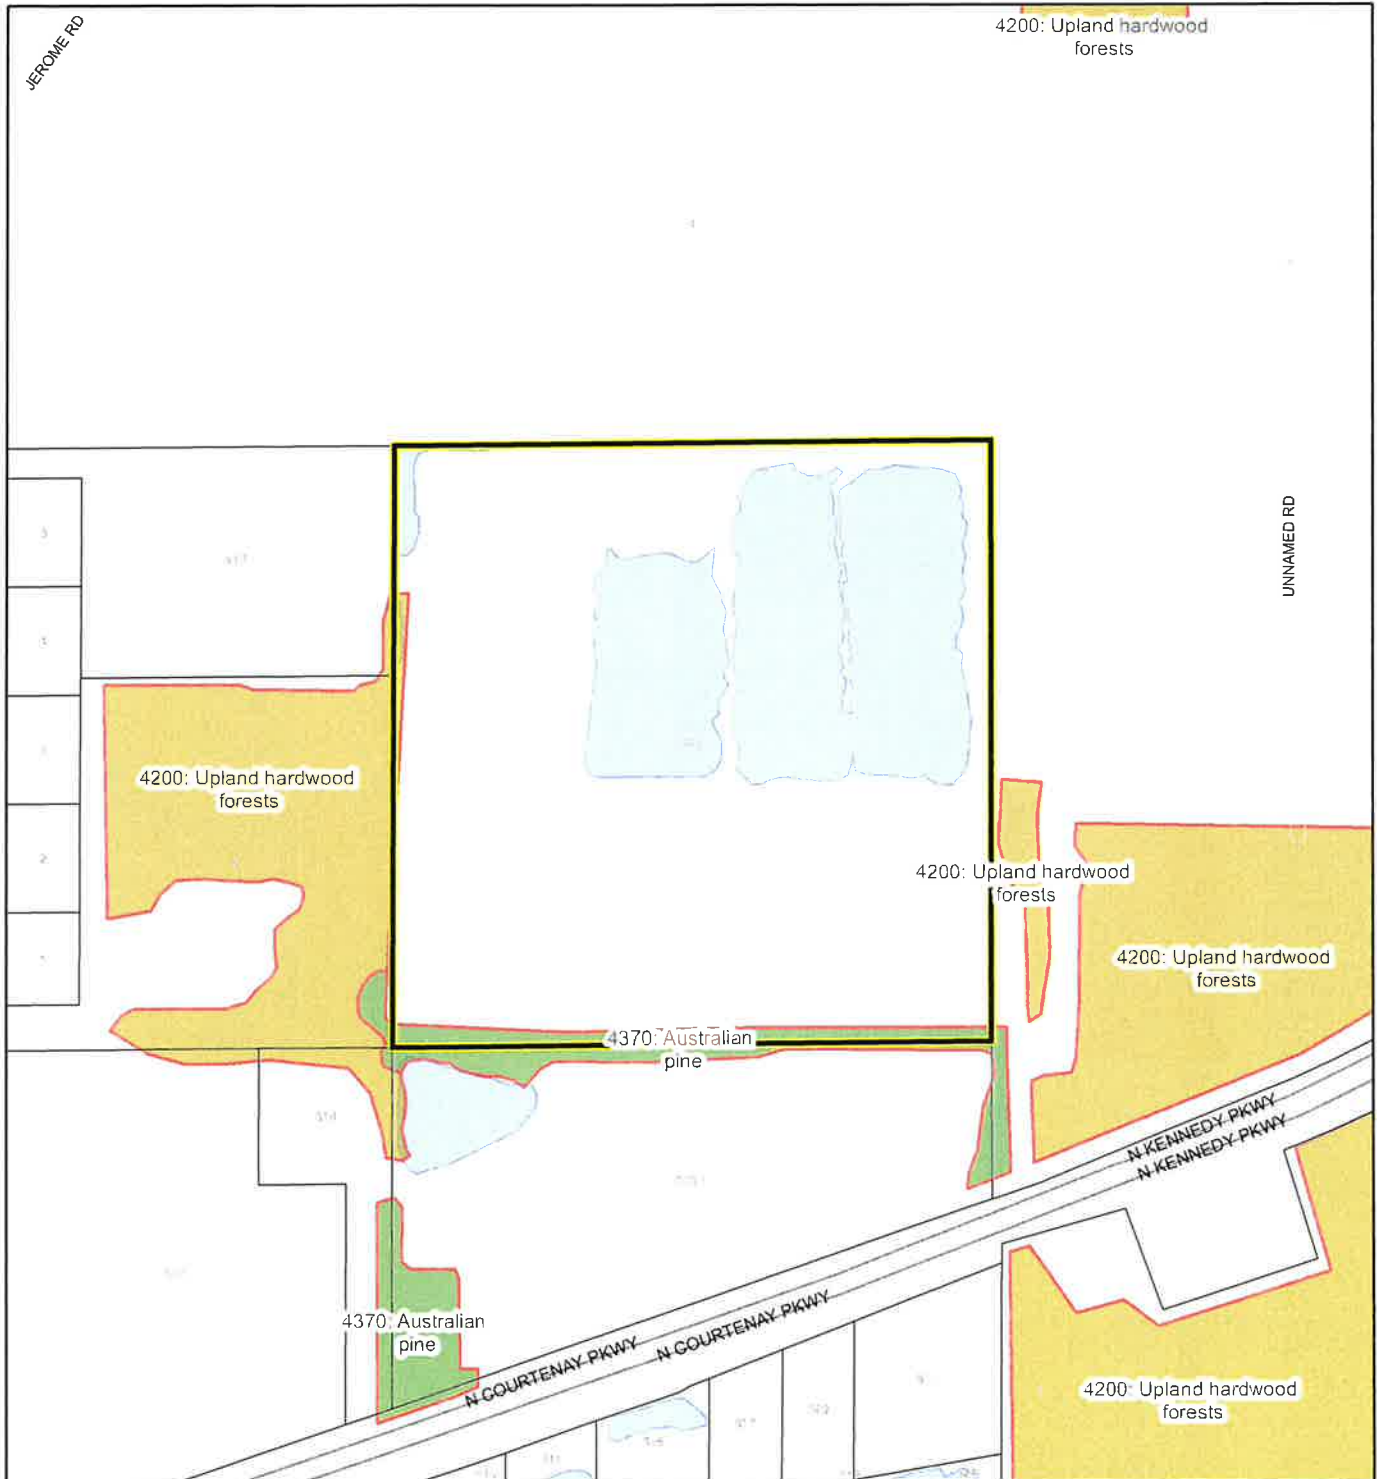 JEROME RD
4200: Upland hardwood
forests
UNNAMED RD
4200: Upland hardwood
forests
4200: Upland hardwood
forests
4200: Upland hardwood
forests
2
4370: Australian
pine
N KENNEDY PKWY
N KENNEDY PKWY
4370: Australian
pine
N COURTENAY PKWY
N COURTENAY PKWY
4200: Upland hardwood
forests